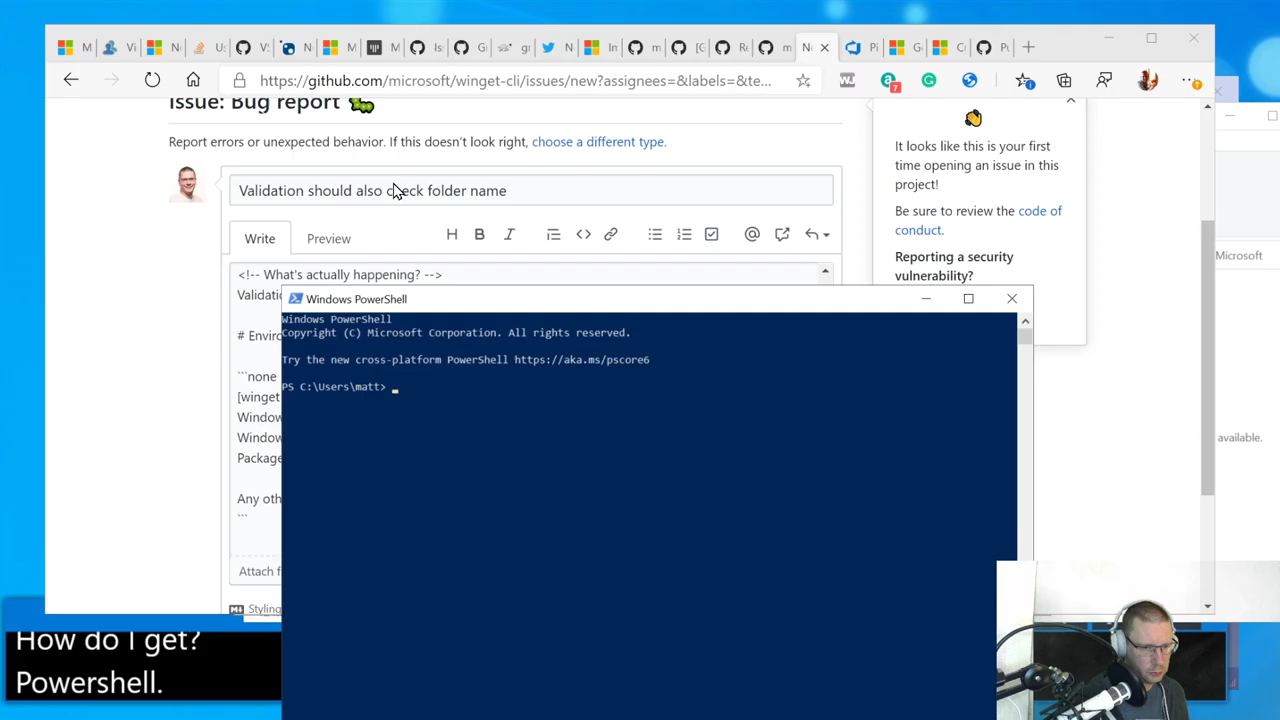 https://github.com/microsoft/winget-cli/issues/new?assignees=&labels=&te...
7
Issue: Bug report
Report errors or unexpected behavior. If this doesn't look right, choose a different type.
Validation should also check folder name
Write
Preview
<!-- What's actually happening? -->
# Enviro
```none
[winget
Window
Window
Package
Any oth
```
Attach f
Styling
It looks like this is your first
time opening an issue in this
project!
Be sure to review the code of
conduct.
Reporting a security
vulnerability?
Microsoft
available.
Windows PowerShell
Windows PowerShell
Copyright (C) Microsoft Corporation. All rights reserved.
Try the new cross-platform PowerShell https://aka.ms/pscore6
PS C:\Users\matt>
How do I get?
Powershell.